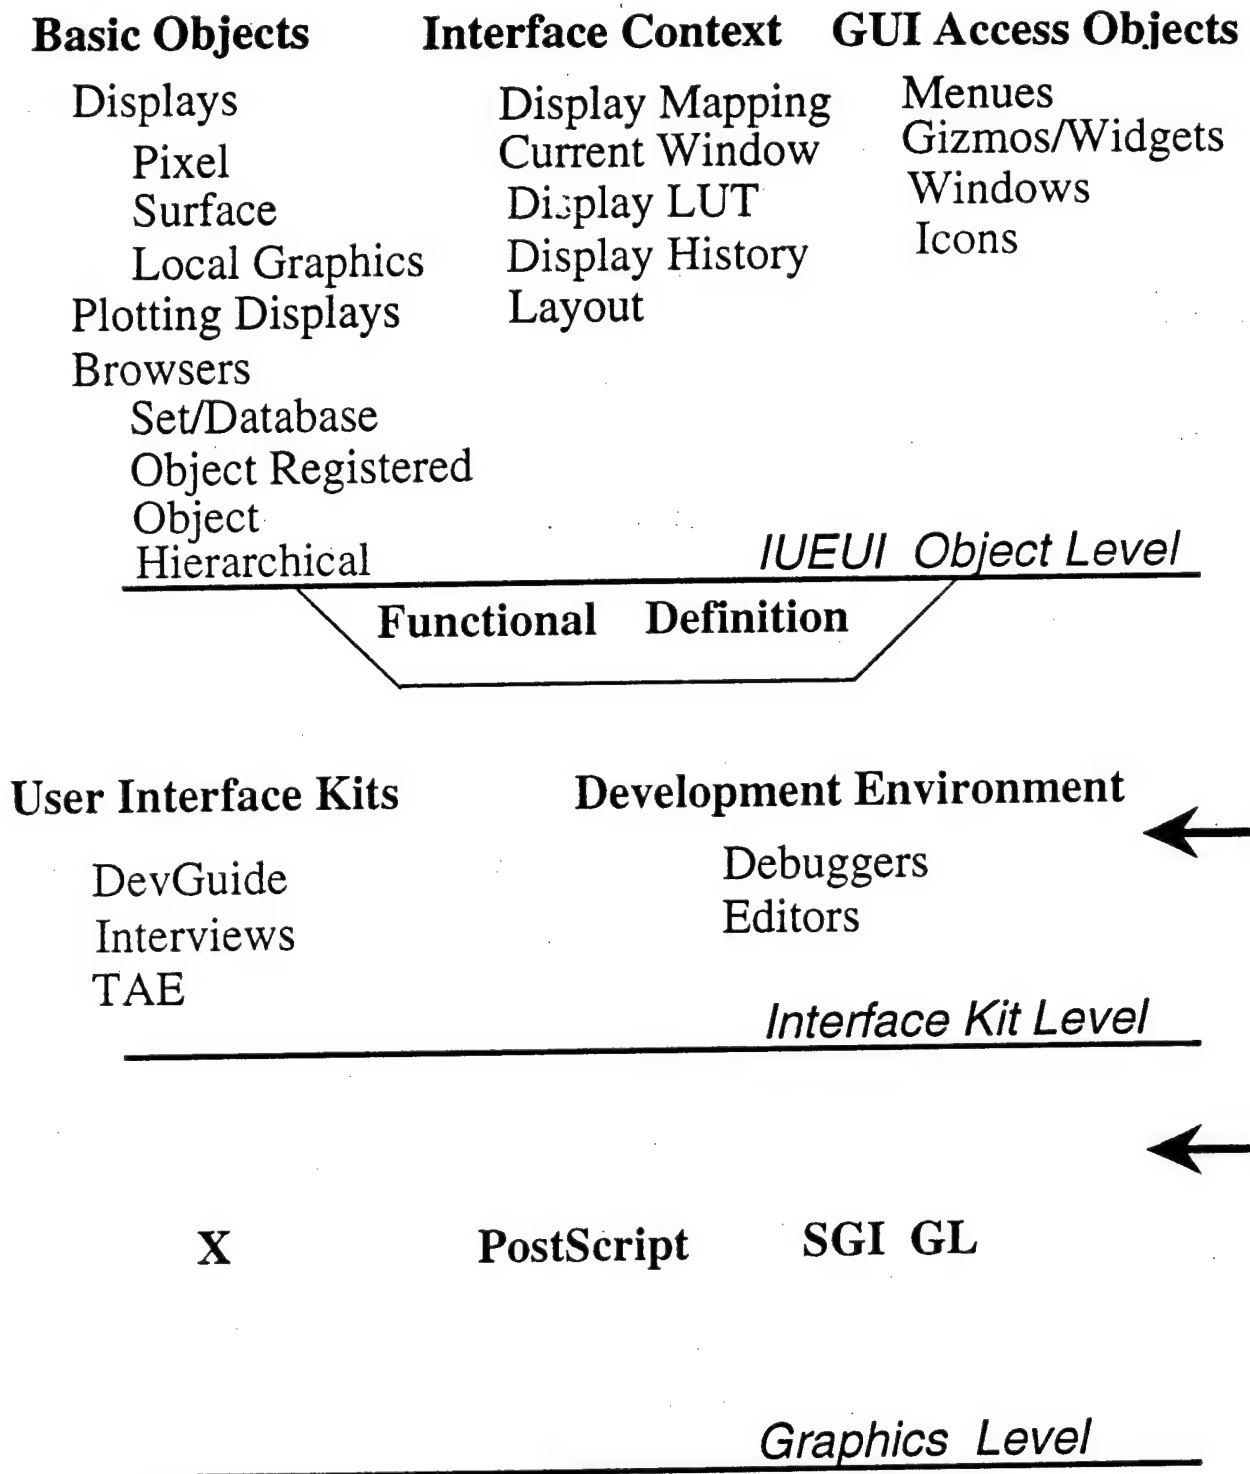 Basic Objects
Displays
Pixel
Surface
Local Graphics
Plotting Displays
Browsers
Set/Database
Object Registered
Object
Hierarchical
Interface Context
Display Mapping
Current Window
Display LUT
Display History
Layout
GUI Access Objects
Menues
Gizmos/Widgets
Windows
Icons
IUEUI Object Level
Functional Definition
User Interface Kits
DevGuide
Interviews
TAE
Development Environment
Debuggers
Editors
Interface Kit Level
X PostScript SGI GL
Graphics Level